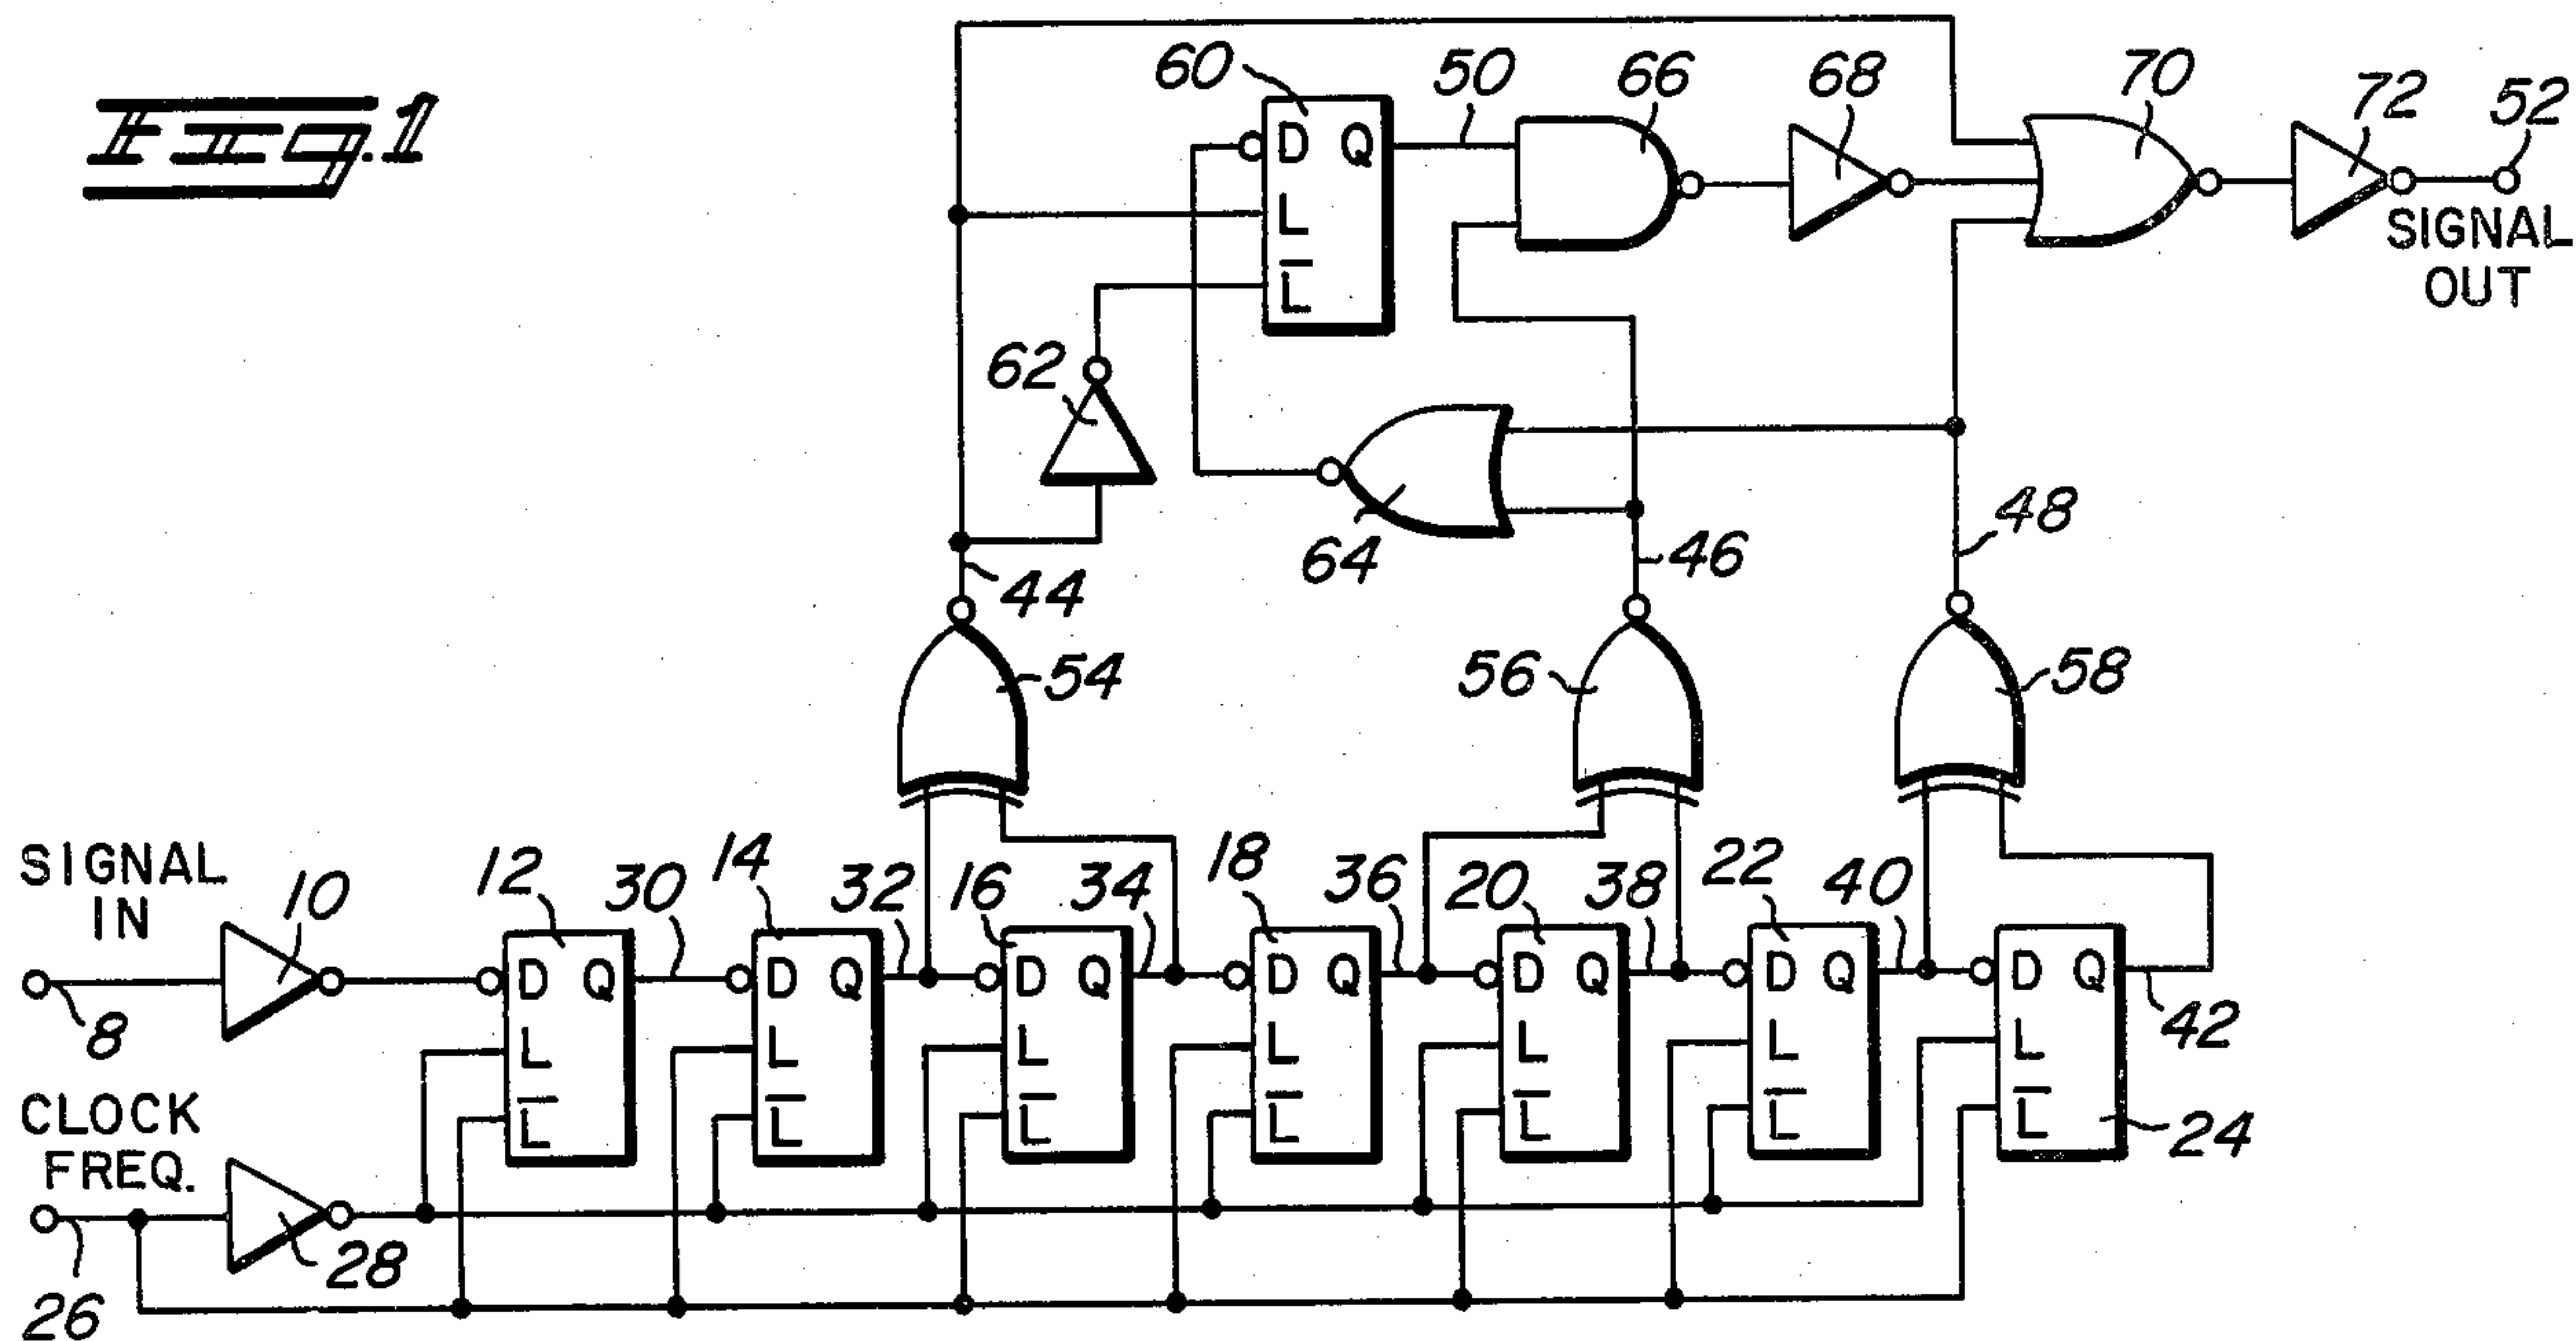 Fig. 1
60
50
66
68
70
72
52
D Q
L
L̅
SIGNAL
OUT
62
64
46
48
44
54
56
58
SIGNAL
IN
10
12
30
14
32
16
34
18
36
20
38
22
40
8
D Q
L
L̅
D Q
L
L̅
D Q
L
L̅
D Q
L
L̅
D Q
L
L̅
D Q
L
L̅
D Q
L
L̅
42
24
CLOCK
FREQ.
28
26